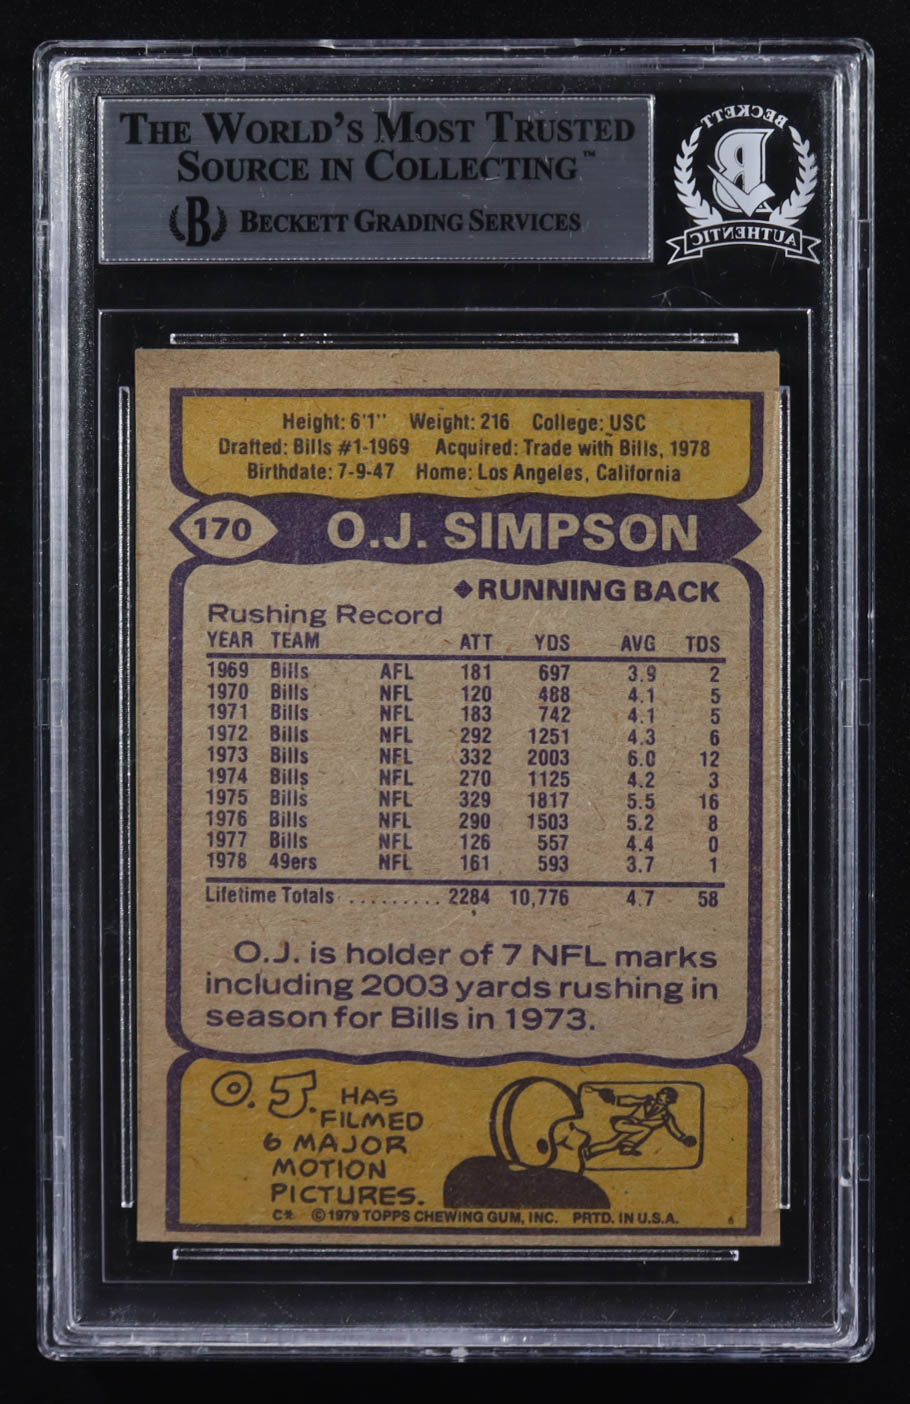 THE WORLD'S MOST TRUSTED
SOURCE IN COLLECTING™
B BECKETT GRADING SERVICES
BECKETT
B
AUTHENTIC
Height: 6'1" Weight: 216 College: USC
Drafted: Bills #1-1969 Acquired: Trade with Bills, 1978
Birthdate: 7-9-47 Home: Los Angeles, California
170 O.J. SIMPSON
◆RUNNING BACK
Rushing Record
YEAR TEAM ATT YDS AVG TDS
1969 Bills AFL 181 697 3.9 2
1970 Bills NFL 120 488 4.1 5
1971 Bills NFL 183 742 4.1 5
1972 Bills NFL 292 1251 4.3 6
1973 Bills NFL 332 2003 6.0 12
1974 Bills NFL 270 1125 4.2 3
1975 Bills NFL 329 1817 5.5 16
1976 Bills NFL 290 1503 5.2 8
1977 Bills NFL 126 557 4.4 0
1978 49ers NFL 161 593 3.7 1
Lifetime Totals ......... 2284 10,776 4.7 58
O.J. is holder of 7 NFL marks
including 2003 yards rushing in
season for Bills in 1973.
O.J. HAS
FILMED
6 MAJOR
MOTION
PICTURES.
C* ©1979 TOPPS CHEWING GUM, INC. PRTD. IN U.S.A. 6